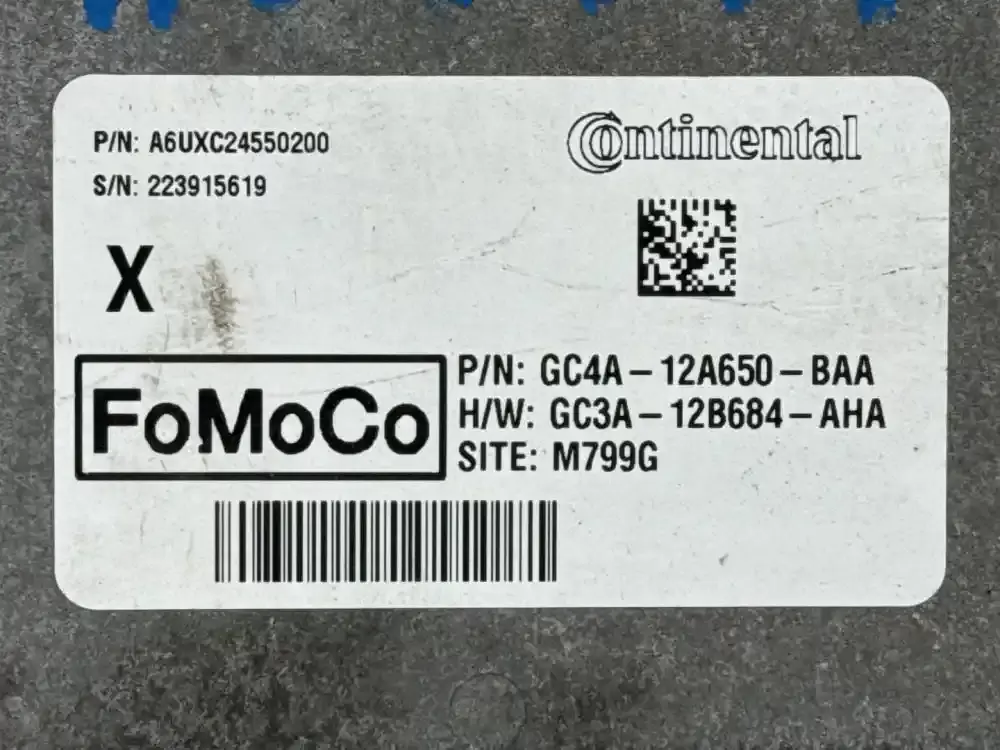 P/N: A6UXC24550200
Continental
S/N: 223915619
X
FoMoCo
P/N: GC4A-12A650-BAA
H/W: GC3A-12B684-AHA
SITE: M799G